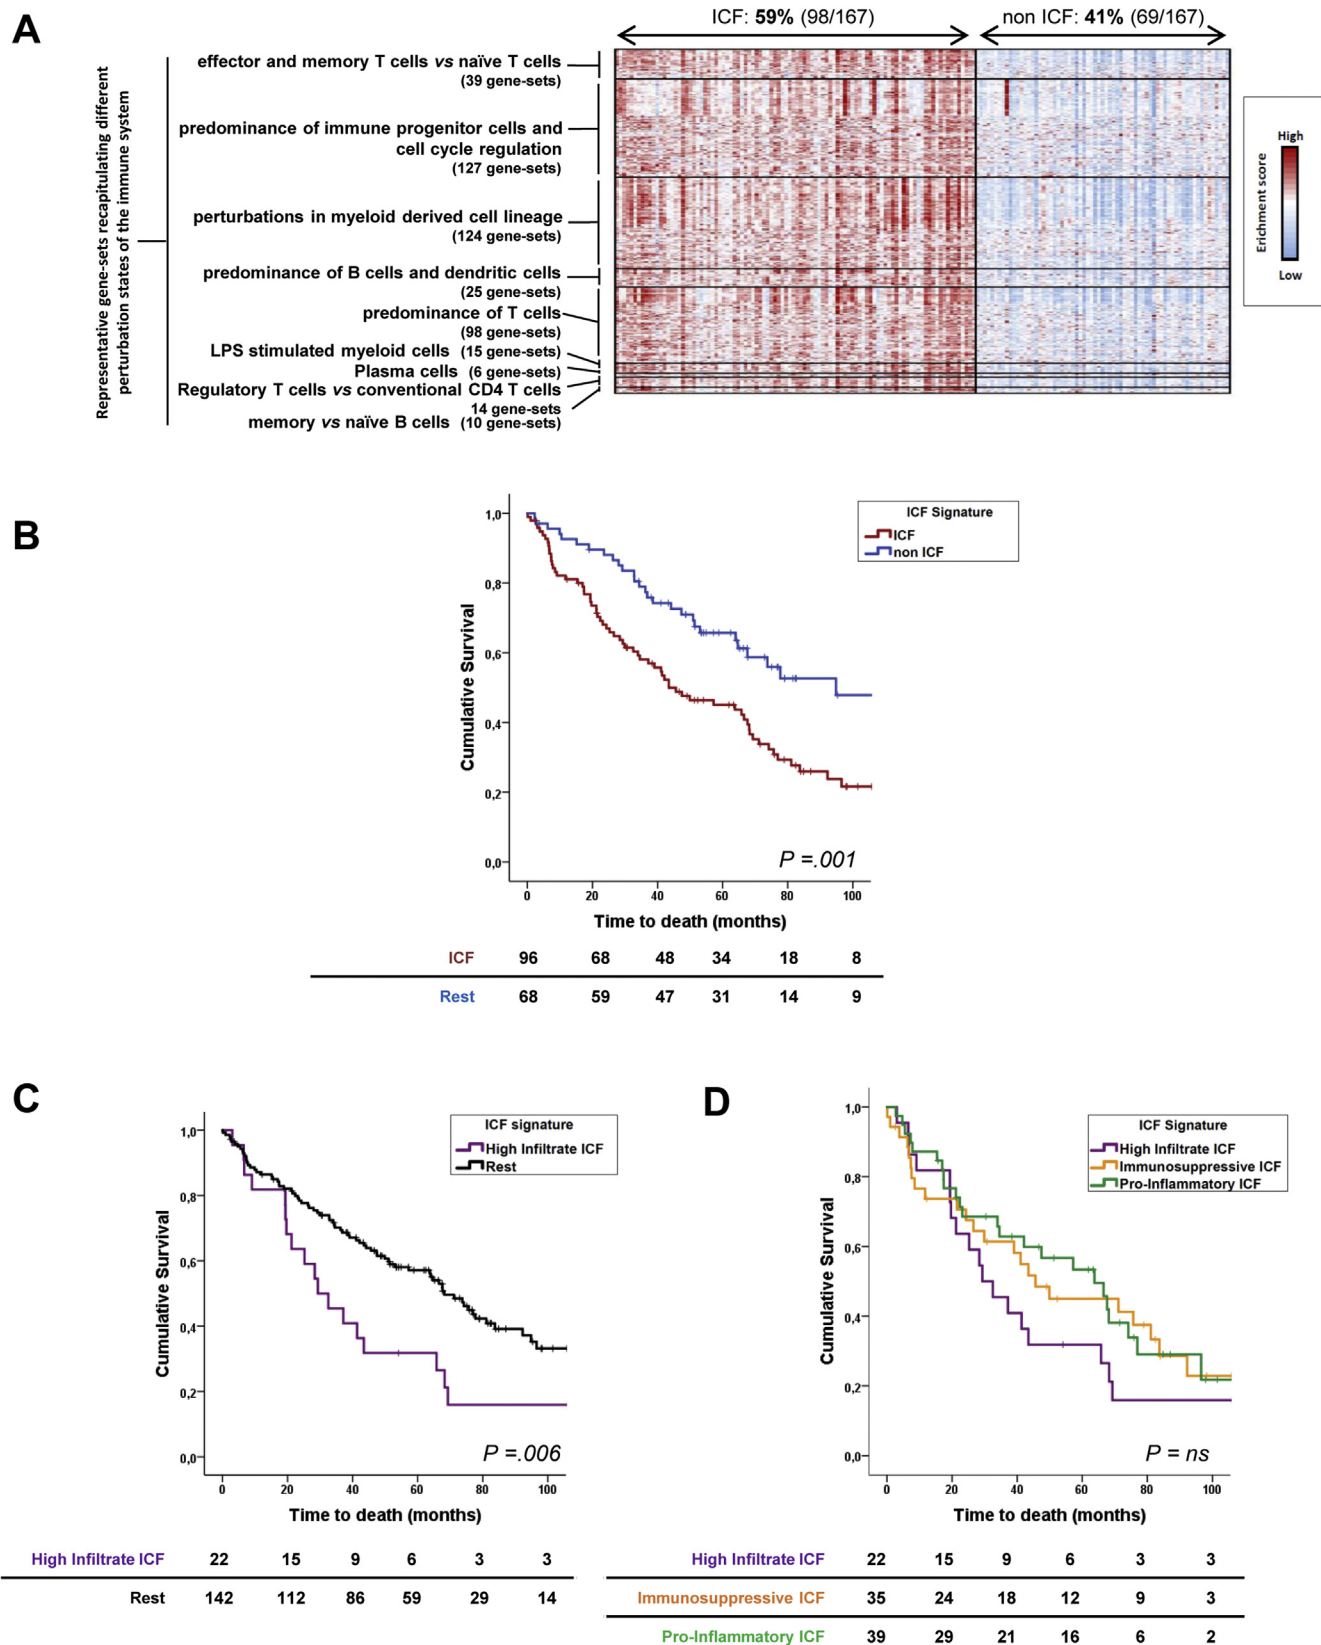 A
ICF: 59% (98/167)
non ICF: 41% (69/167)
Representative gene-sets recapitulating different
perturbation states of the immune system
effector and memory T cells vs naïve T cells
(39 gene-sets)
predominance of immune progenitor cells and
cell cycle regulation
(127 gene-sets)
perturbations in myeloid derived cell lineage
(124 gene-sets)
predominance of B cells and dendritic cells
(25 gene-sets)
predominance of T cells
(98 gene-sets)
LPS stimulated myeloid cells (15 gene-sets)
Plasma cells (6 gene-sets)
Regulatory T cells vs conventional CD4 T cells
14 gene-sets
memory vs naïve B cells (10 gene-sets)
High
Enrichment score
Low
B
ICF Signature
ICF
non ICF
Cumulative Survival
1,0
0,8
0,6
0,4
0,2
0,0
P =.001
0 20 40 60 80 100
Time to death (months)
ICF 96 68 48 34 18 8
Rest 68 59 47 31 14 9
C
ICF signature
High Infiltrate ICF
Rest
Cumulative Survival
1,0
0,8
0,6
0,4
0,2
0,0
P =.006
0 20 40 60 80 100
Time to death (months)
High Infiltrate ICF 22 15 9 6 3 3
Rest 142 112 86 59 29 14
D
ICF Signature
High Infiltrate ICF
Immunosuppressive ICF
Pro-Inflammatory ICF
Cumulative Survival
1,0
0,8
0,6
0,4
0,2
0,0
P = ns
0 20 40 60 80 100
Time to death (months)
High Infiltrate ICF 22 15 9 6 3 3
Immunosuppressive ICF 35 24 18 12 9 3
Pro-Inflammatory ICF 39 29 21 16 6 2